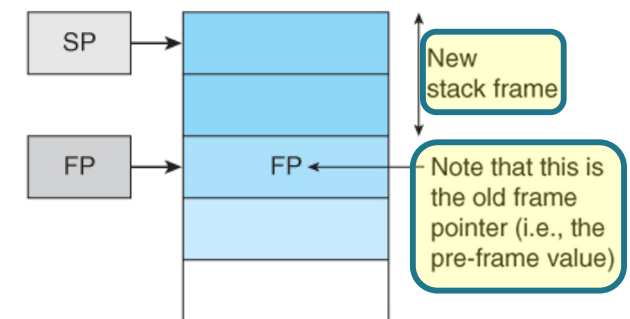 SP
New
stack frame
FP
FP
Note that this is
the old frame
pointer (i.e., the
pre-frame value)